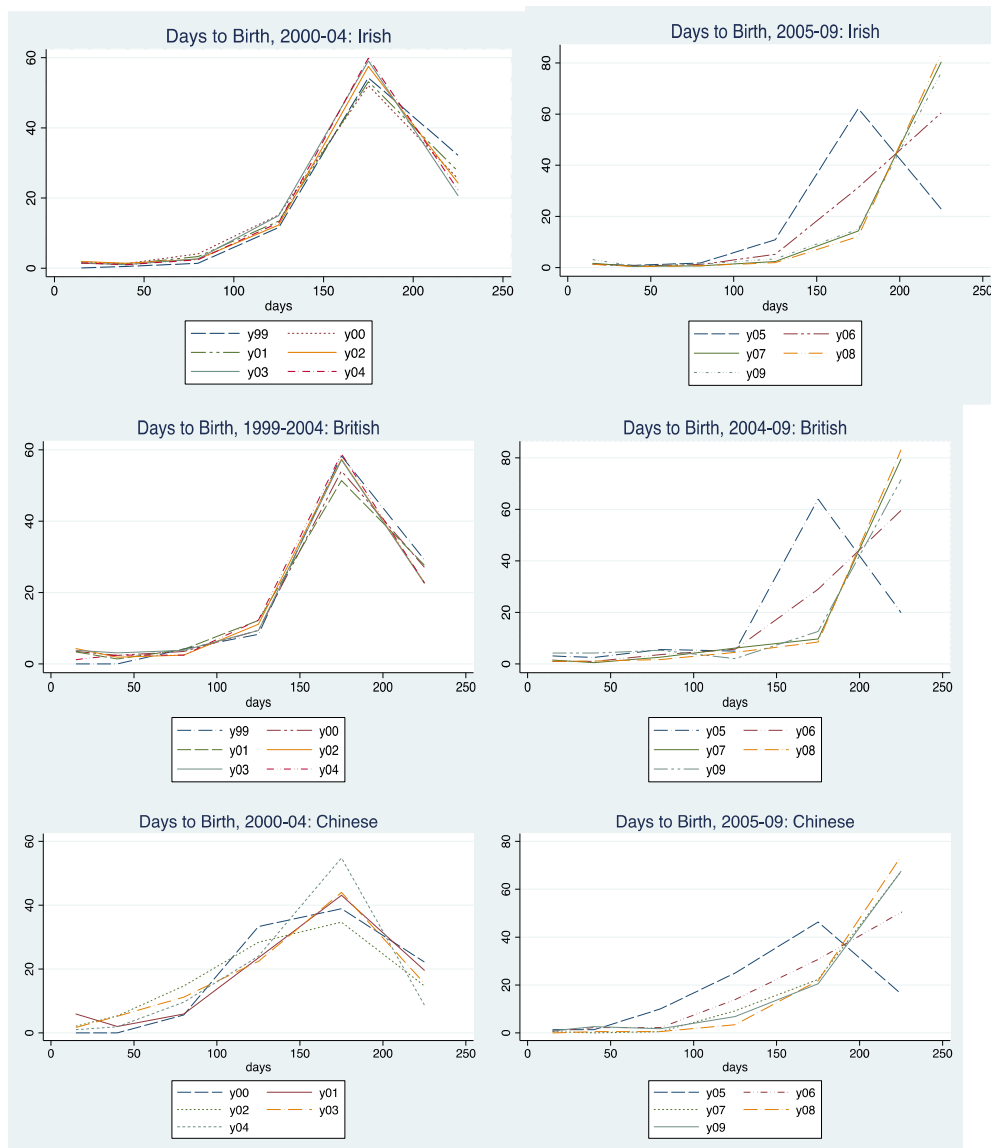 Days to Birth, 2000-04: Irish
60
40
20
0
0 50 100 150 200 250
days
y99 y00
y01 y02
y03 y04
Days to Birth, 2005-09: Irish
80
60
40
20
0
0 50 100 150 200 250
days
y05 y06
y07 y08
y09
Days to Birth, 1999-2004: British
60
40
20
0
0 50 100 150 200 250
days
y99 y00
y01 y02
y03 y04
Days to Birth, 2004-09: British
80
60
40
20
0
0 50 100 150 200 250
days
y05 y06
y07 y08
y09
Days to Birth, 2000-04: Chinese
60
40
20
0
0 50 100 150 200 250
days
y00 y01
y02 y03
y04
Days to Birth, 2005-09: Chinese
80
60
40
20
0
0 50 100 150 200 250
days
y05 y06
y07 y08
y09